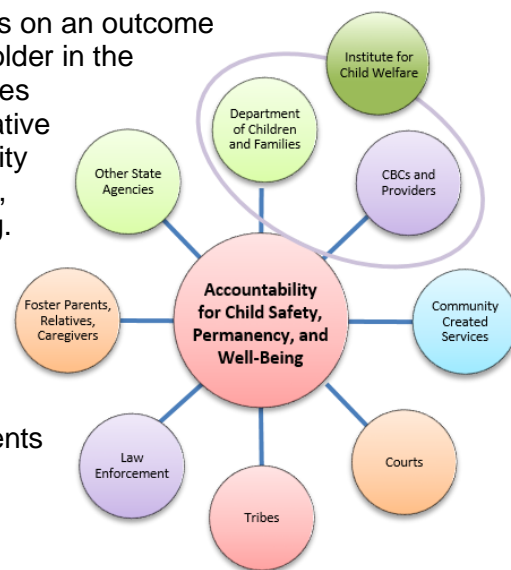 s on an outcome
older in the
es
ative
ity
,
g.
ents
Institute for
Child Welfare
Department
of Children
and Families
CBCs and
Providers
Other State
Agencies
Accountability
for Child Safety,
Permanency, and
Well-Being
Foster Parents,
Relatives,
Caregivers
Community
Created
Services
Law
Enforcement
Courts
Tribes